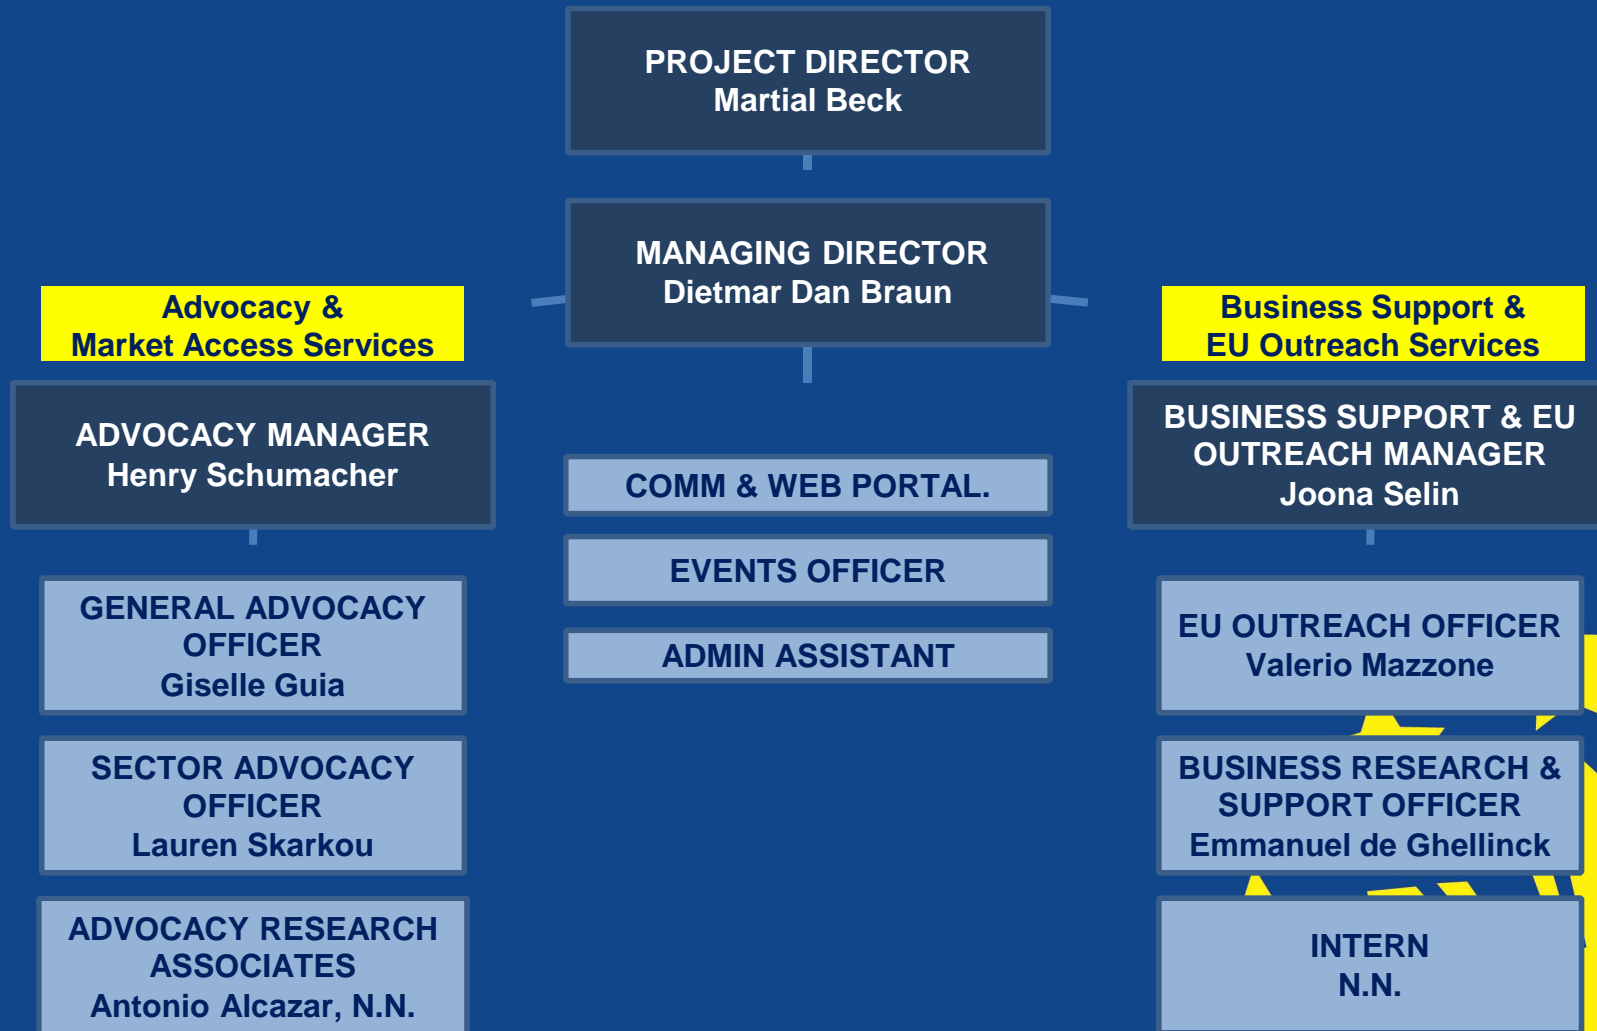 PROJECT DIRECTOR
Martial Beck
MANAGING DIRECTOR
Dietmar Dan Braun
Advocacy &
Market Access Services
ADVOCACY MANAGER
Henry Schumacher
GENERAL ADVOCACY
OFFICER
Giselle Guia
SECTOR ADVOCACY
OFFICER
Lauren Skarkou
ADVOCACY RESEARCH
ASSOCIATES
Antonio Alcazar, N.N.
COMM & WEB PORTAL.
EVENTS OFFICER
ADMIN ASSISTANT
Business Support &
EU Outreach Services
BUSINESS SUPPORT & EU
OUTREACH MANAGER
Joona Selin
EU OUTREACH OFFICER
Valerio Mazzone
BUSINESS RESEARCH &
SUPPORT OFFICER
Emmanuel de Ghellinck
INTERN
N.N.